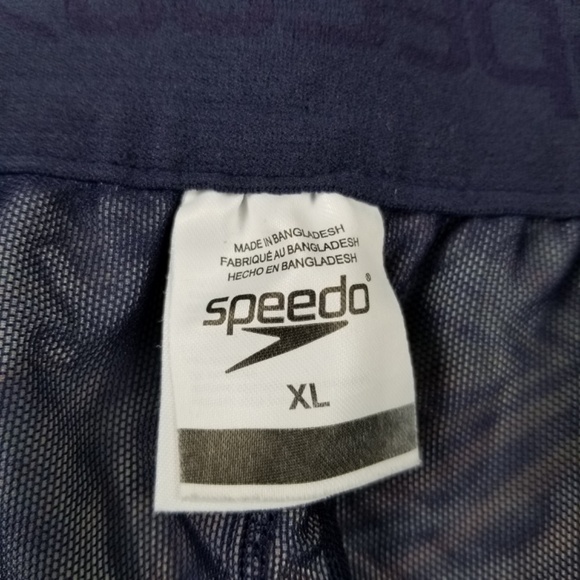 MADE IN BANGLADESH
FABRIQUÉ AU BANGLADESH
HECHO EN BANGLADESH
speedo®
XL